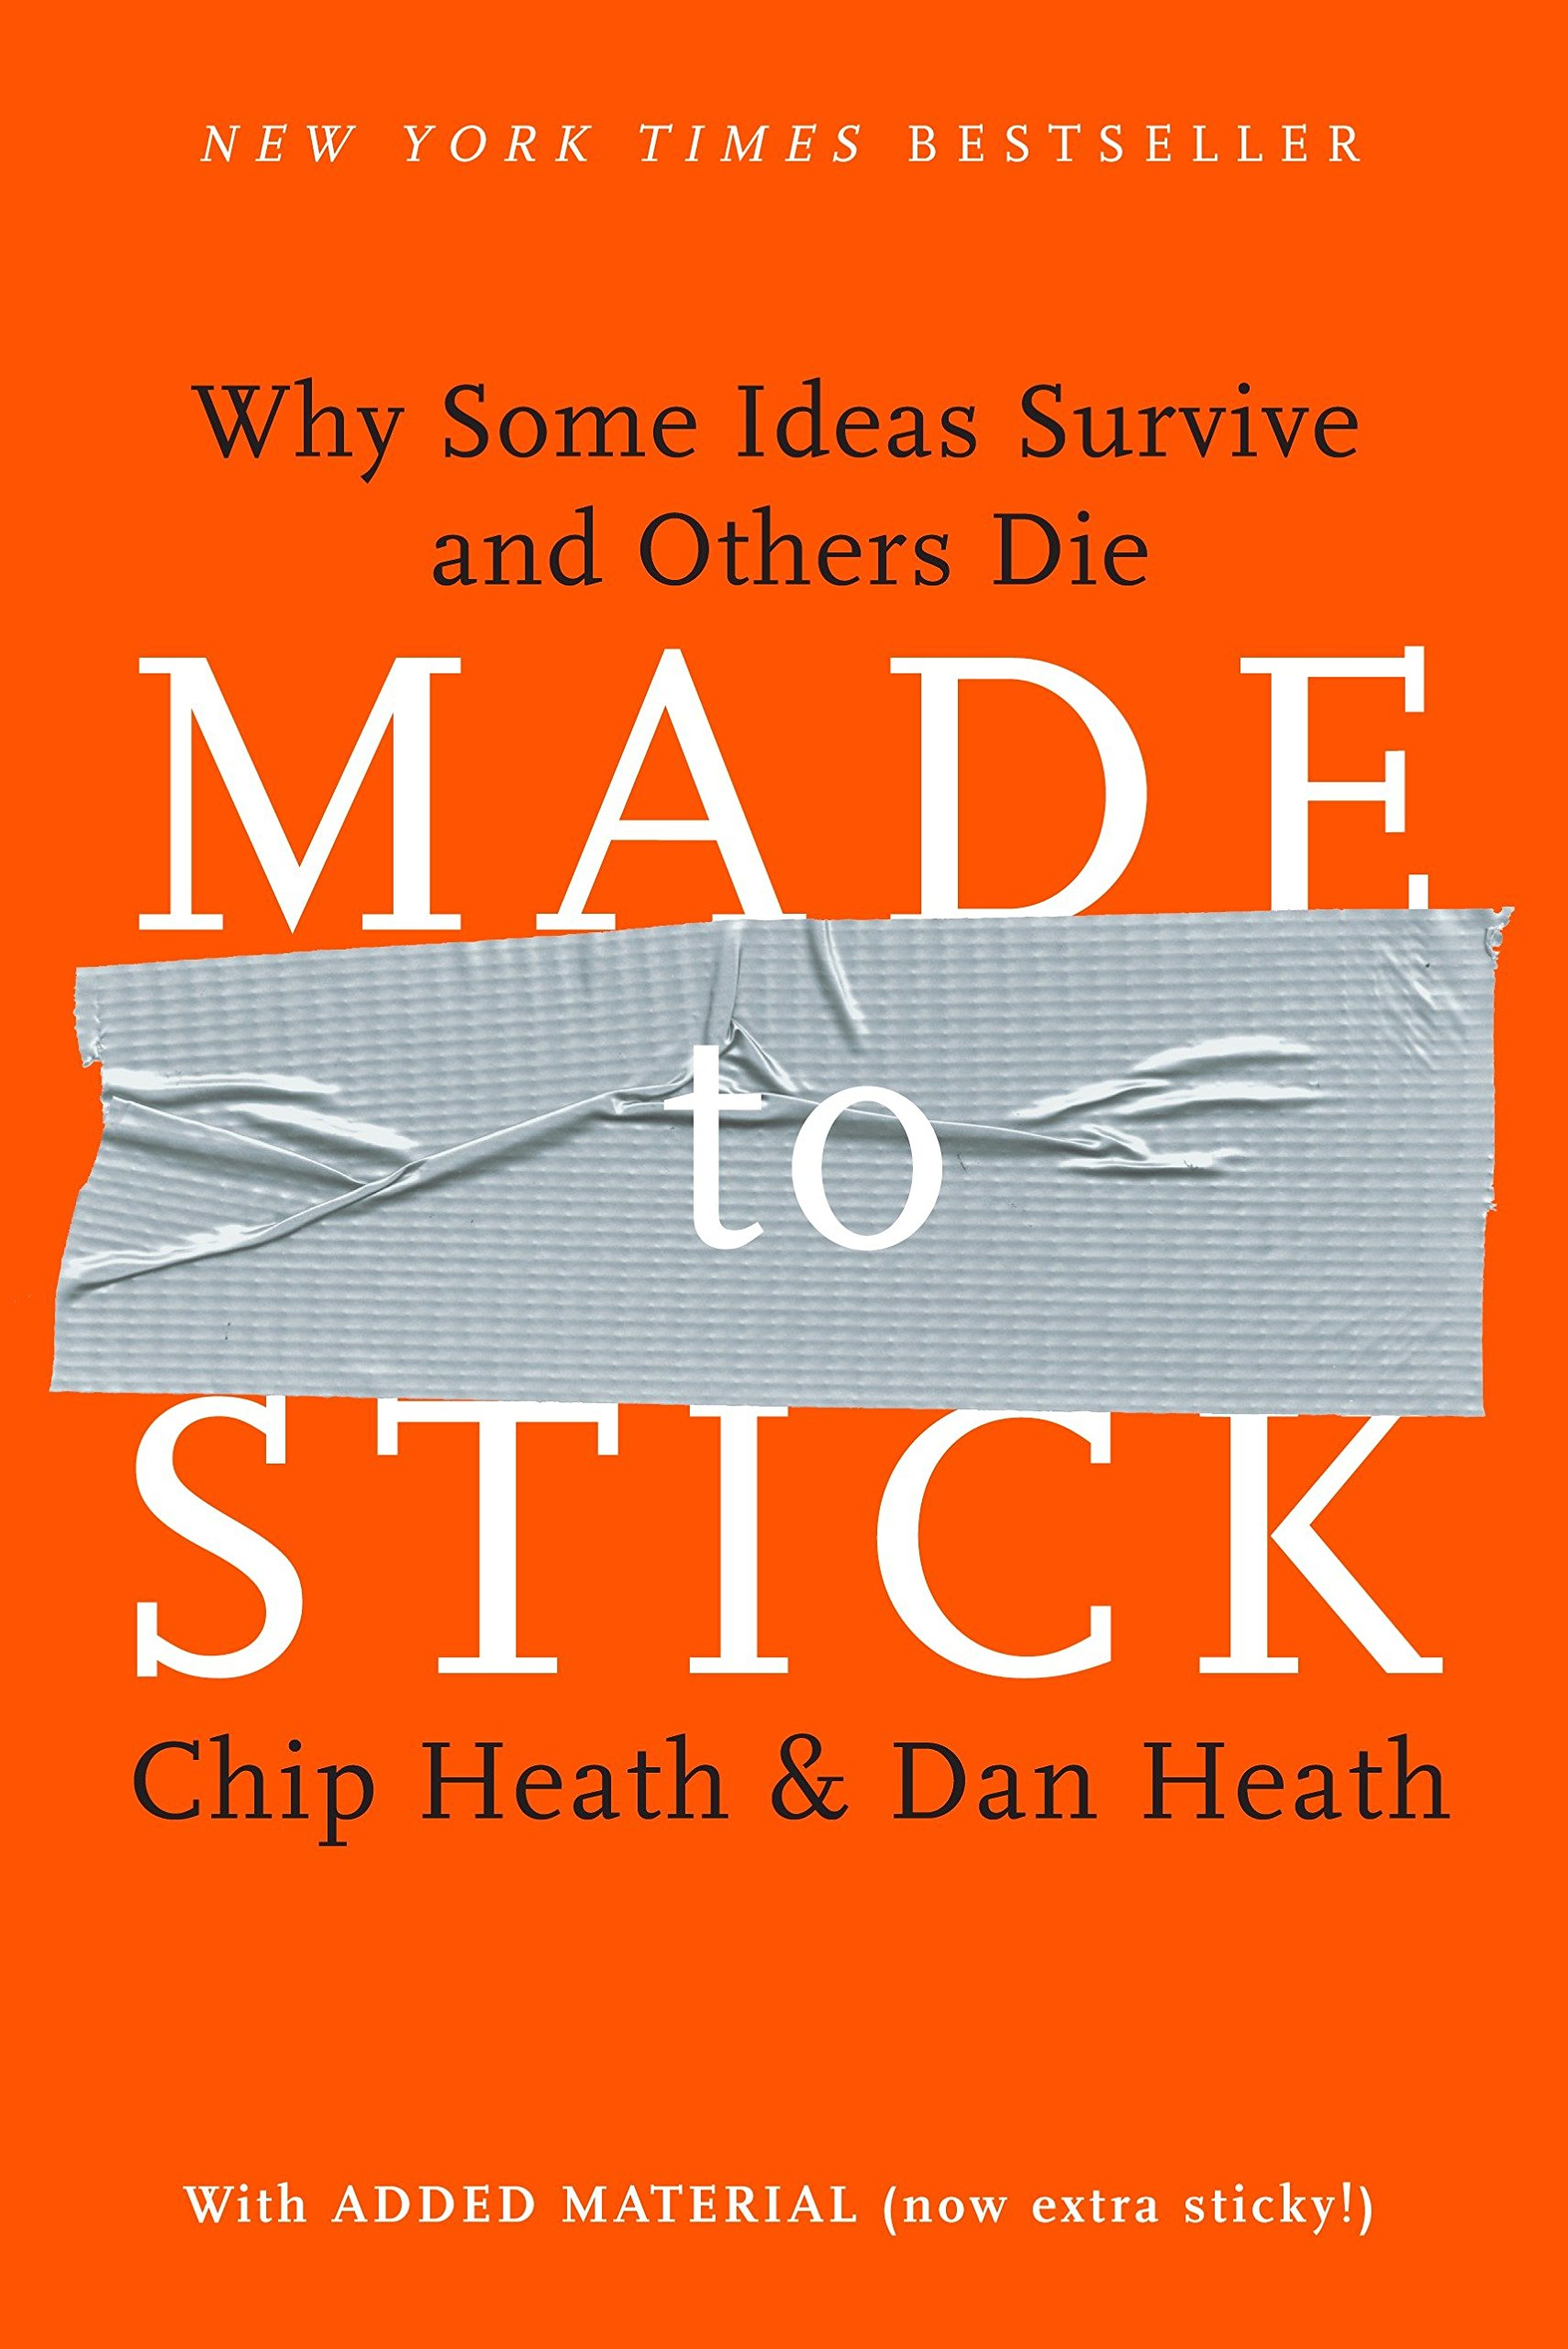 NEW YORK TIMES BESTSELLER
Why Some Ideas Survive
and Others Die
MADE
to
STICK
Chip Heath & Dan Heath
With ADDED MATERIAL (now extra sticky!)